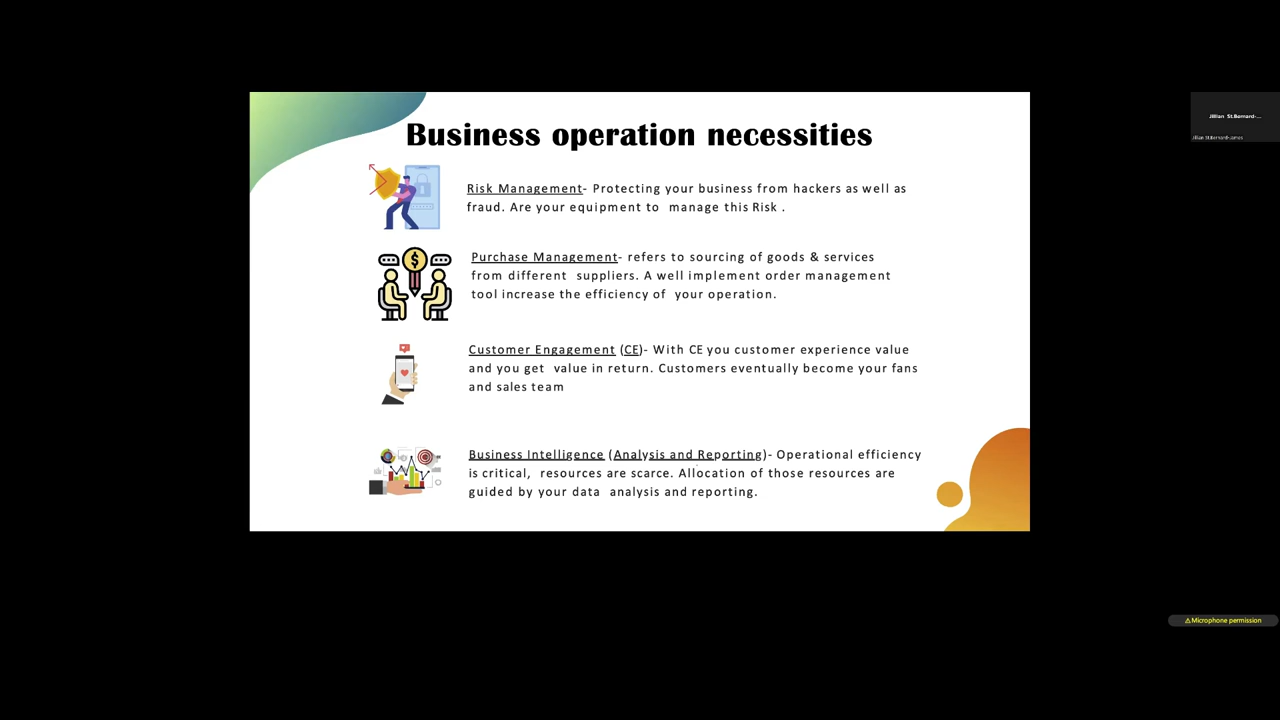 Business operation necessities
Risk Management- Protecting your business from hackers as well as
fraud. Are your equipment to manage this Risk .
Purchase Management- refers to sourcing of goods & services
from different suppliers. A well implement order management
tool increase the efficiency of your operation.
Customer Engagement (CE)- With CE you customer experience value
and you get value in return. Customers eventually become your fans
and sales team
Business Intelligence (Analysis and Reporting)- Operational efficiency
is critical, resources are scarce. Allocation of those resources are
guided by your data analysis and reporting.
Jillian St.Bernard-...
Jillian St.Bernard-James
⚠Microphone permission